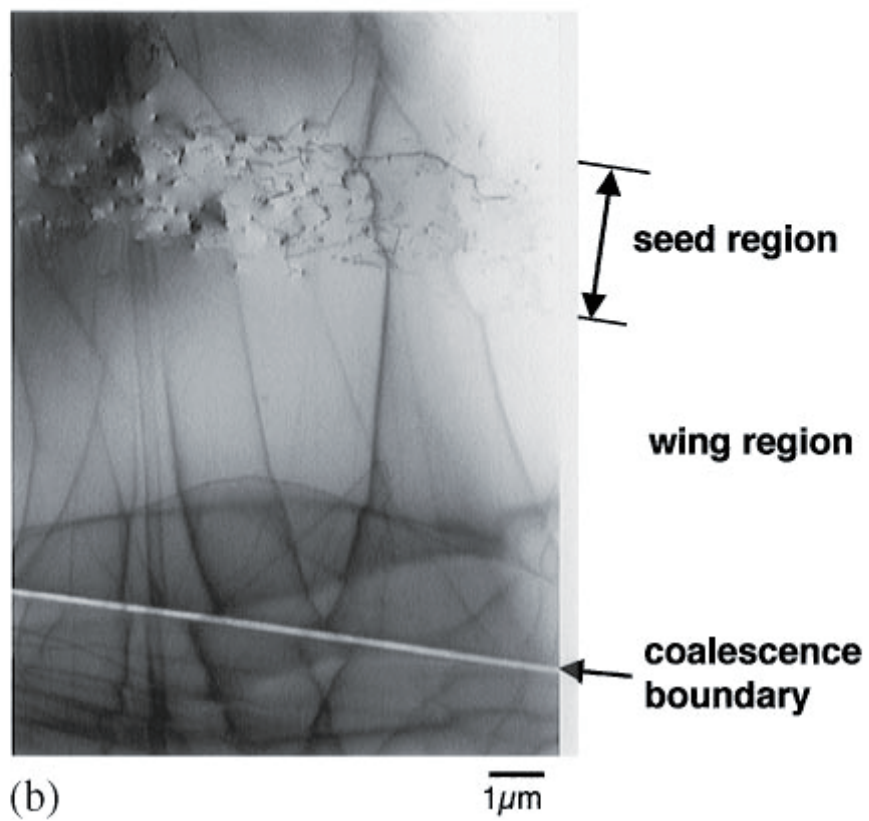 seed region
wing region
coalescence
boundary
(b)
1μm